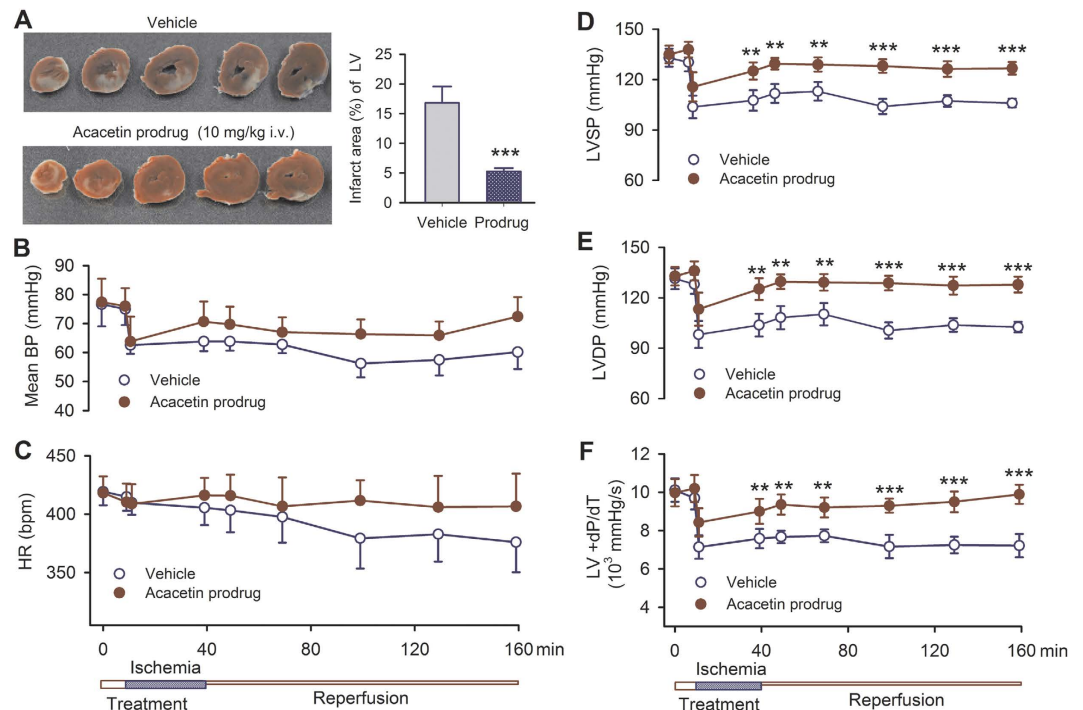 A
Vehicle
Acacetin prodrug (10 mg/kg i.v.)
Infarct area (%) of LV
25
20
15
10
5
0
***
Vehicle Prodrug
B
Mean BP (mmHg)
90
80
70
60
50
40
Vehicle
Acacetin prodrug
C
HR (bpm)
450
400
350
Vehicle
Acacetin prodrug
0 40 80 120 160 min
Ischemia
Treatment
Reperfusion
D
LVSP (mmHg)
150
120
90
60
** ** ** *** *** ***
Vehicle
Acacetin prodrug
E
LVDP (mmHg)
150
120
90
60
** ** ** *** *** ***
Vehicle
Acacetin prodrug
F
LV +dP/dT
(10³ mmHg/s)
12
10
8
6
4
** ** ** *** *** ***
Vehicle
Acacetin prodrug
0 40 80 120 160 min
Ischemia
Treatment
Reperfusion